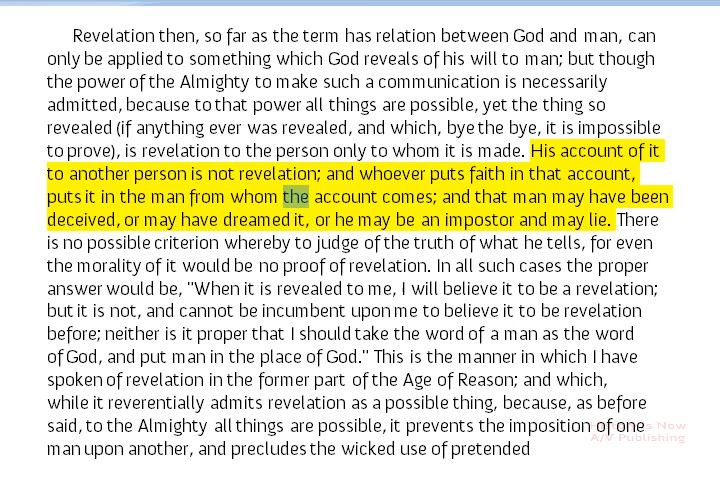 Revelation then, so far as the term has relation between God and man, can
only be applied to something which God reveals of his will to man; but though
the power of the Almighty to make such a communication is necessarily
admitted, because to that power all things are possible, yet the thing so
revealed (if anything ever was revealed, and which, bye the bye, it is impossible
to prove), is revelation to the person only to whom it is made. His account of it
to another person is not revelation; and whoever puts faith in that account,
puts it in the man from whom the account comes; and that man may have been
deceived, or may have dreamed it, or he may be an impostor and may lie. There
is no possible criterion whereby to judge of the truth of what he tells, for even
the morality of it would be no proof of revelation. In all such cases the proper
answer would be, "When it is revealed to me, I will believe it to be a revelation;
but it is not, and cannot be incumbent upon me to believe it to be revelation
before; neither is it proper that I should take the word of a man as the word
of God, and put man in the place of God." This is the manner in which I have
spoken of revelation in the former part of the Age of Reason; and which,
while it reverentially admits revelation as a possible thing, because, as before
said, to the Almighty all things are possible, it prevents the imposition of one
man upon another, and precludes the wicked use of pretended
Now
A/V Publishing